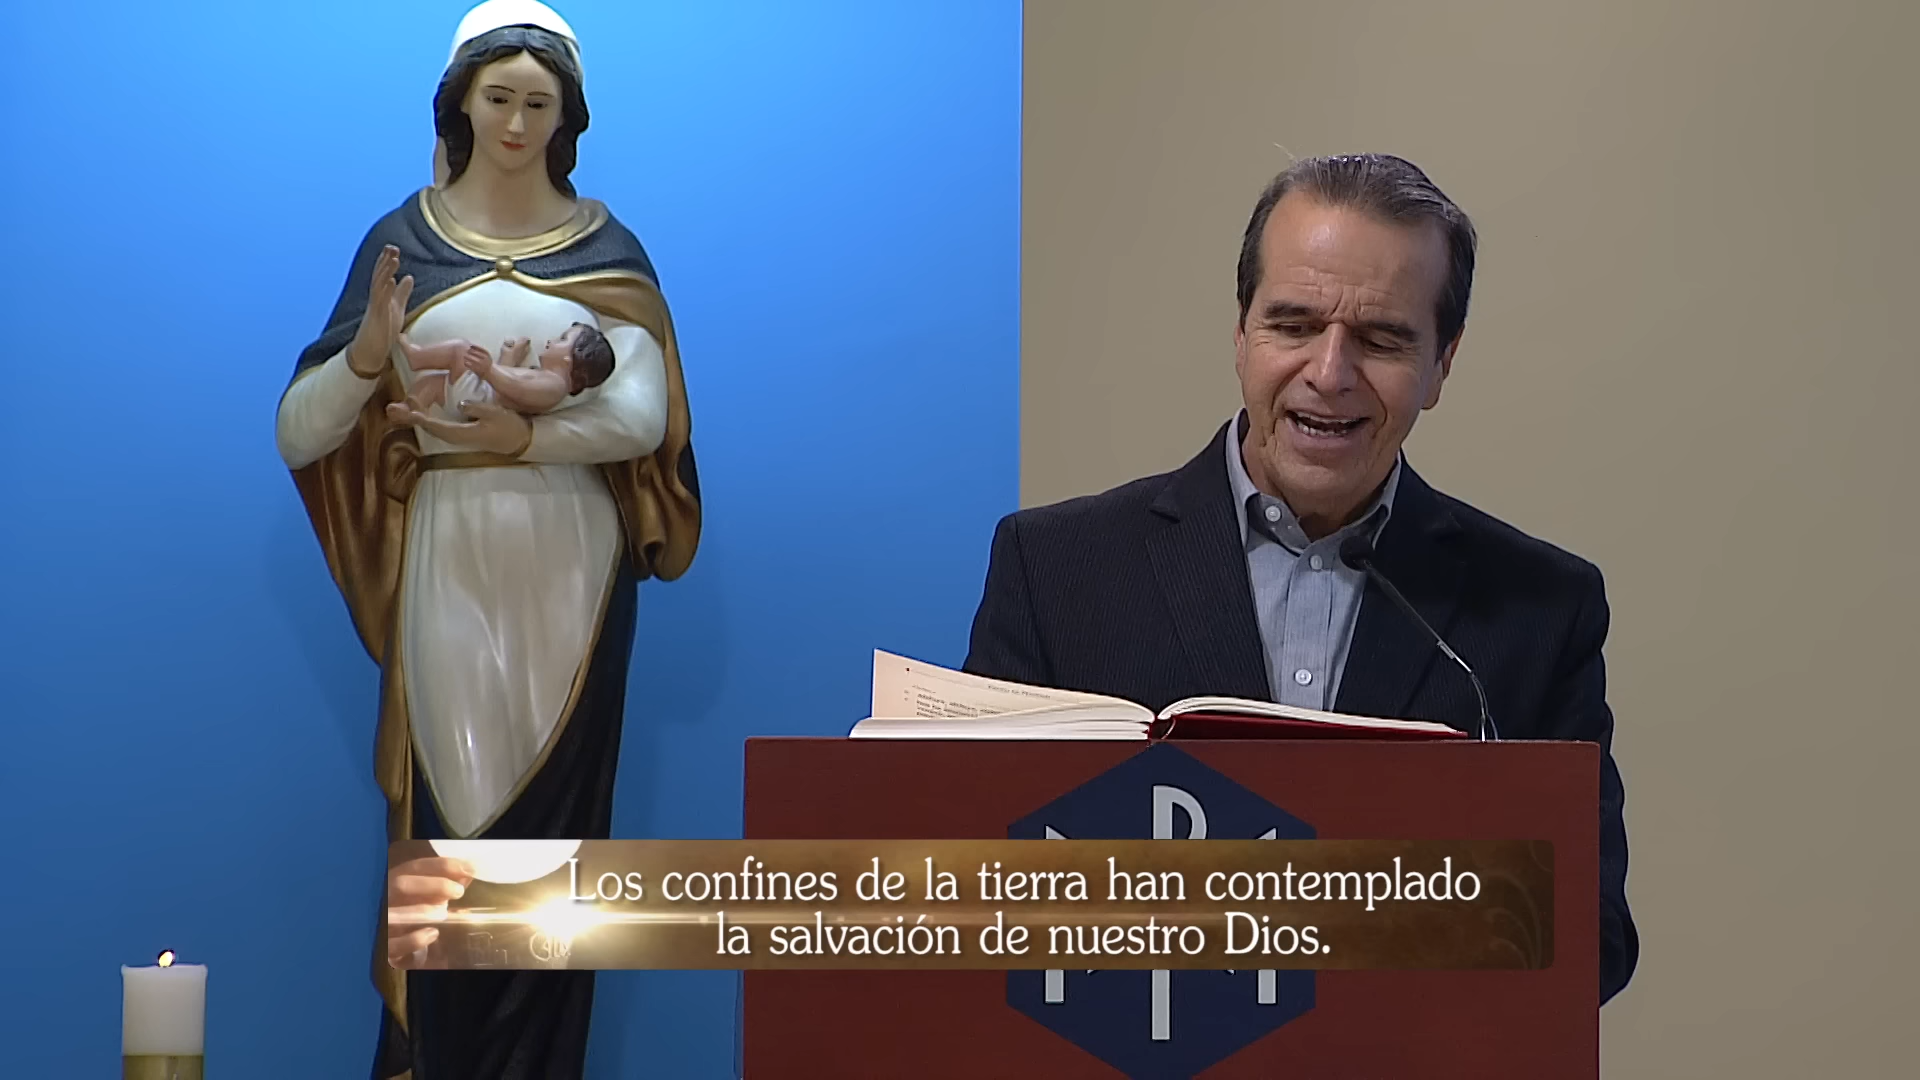 Los confines de la tierra han contemplado
la salvación de nuestro Dios.